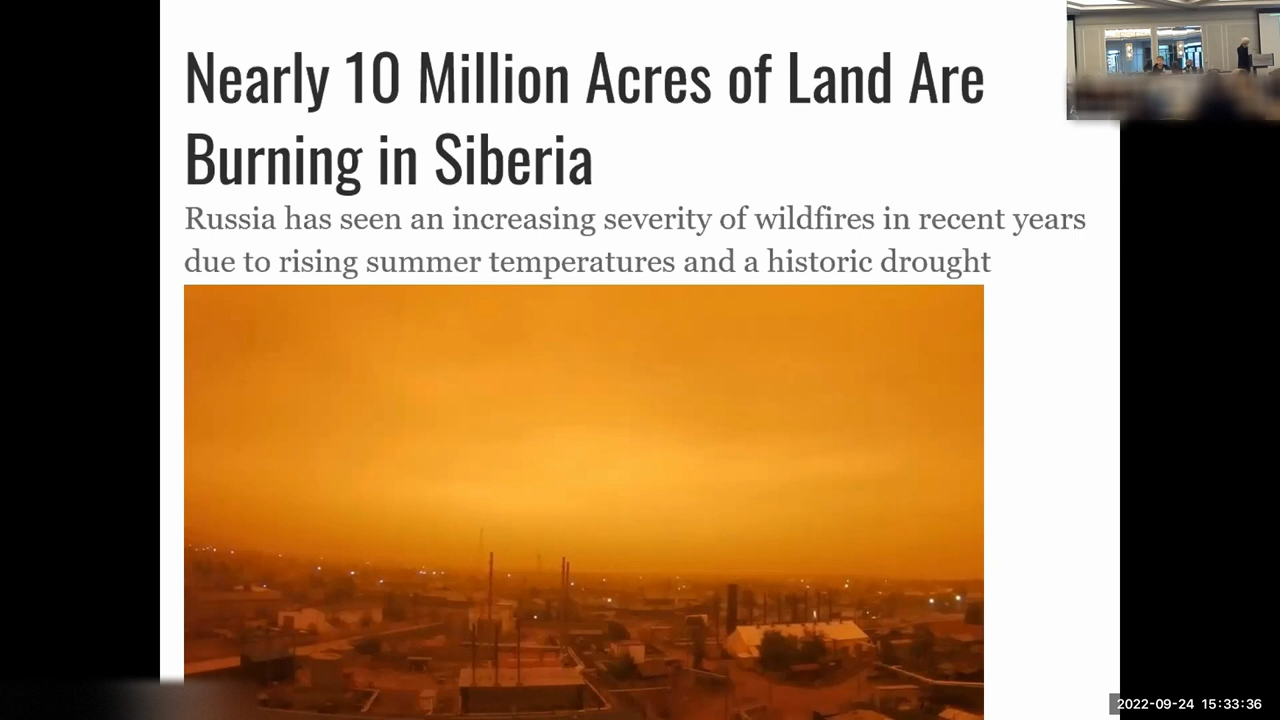 Nearly 10 Million Acres of Land Are
Burning in Siberia
Russia has seen an increasing severity of wildfires in recent years
due to rising summer temperatures and a historic drought
2022-09-24 15:33:36